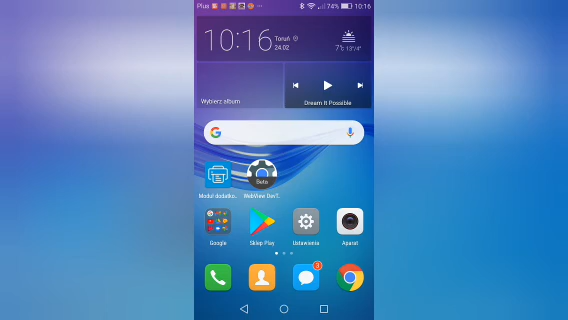 Plus
74% 10:16
10:16
Toruń
24.02
7°c 13°/4°
Wybierz album
Dream It Possible
Beta
Moduł dodatko..
WebView DevT..
Google
Sklep Play
Ustawienia
Aparat
3